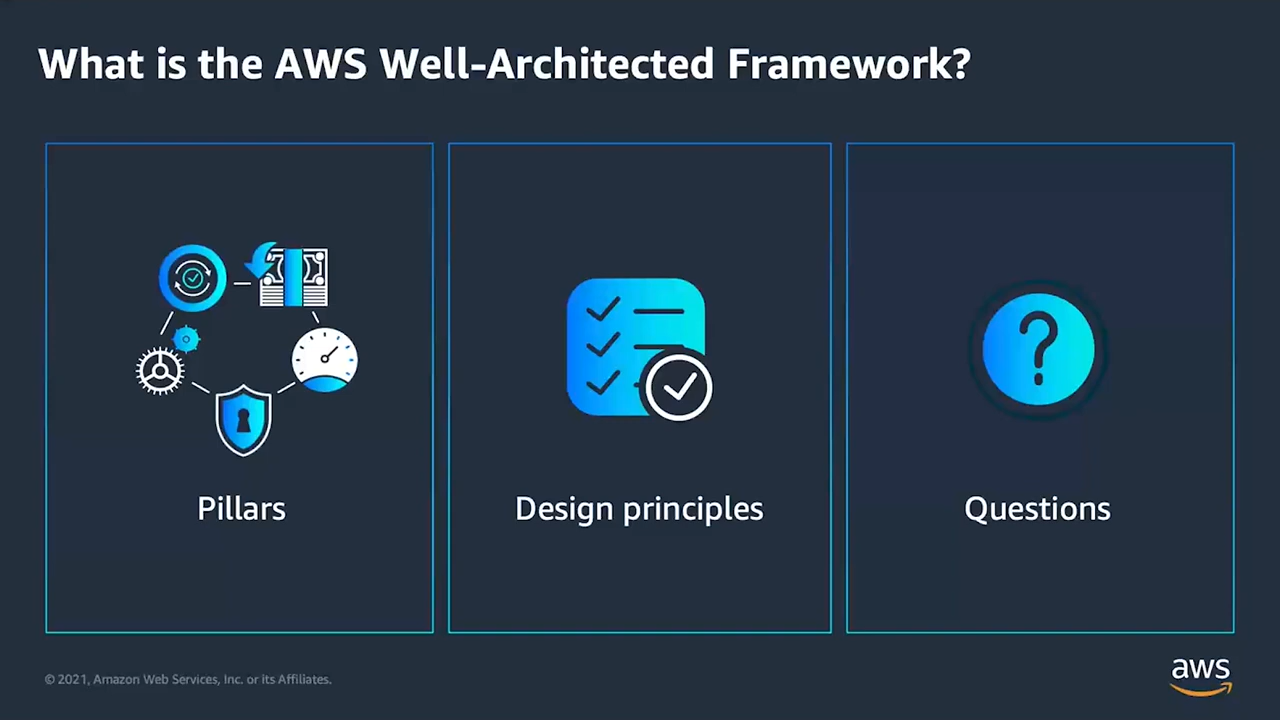 What is the AWS Well-Architected Framework?
Pillars
Design principles
Questions
© 2021, Amazon Web Services, Inc. or its Affiliates.
aws